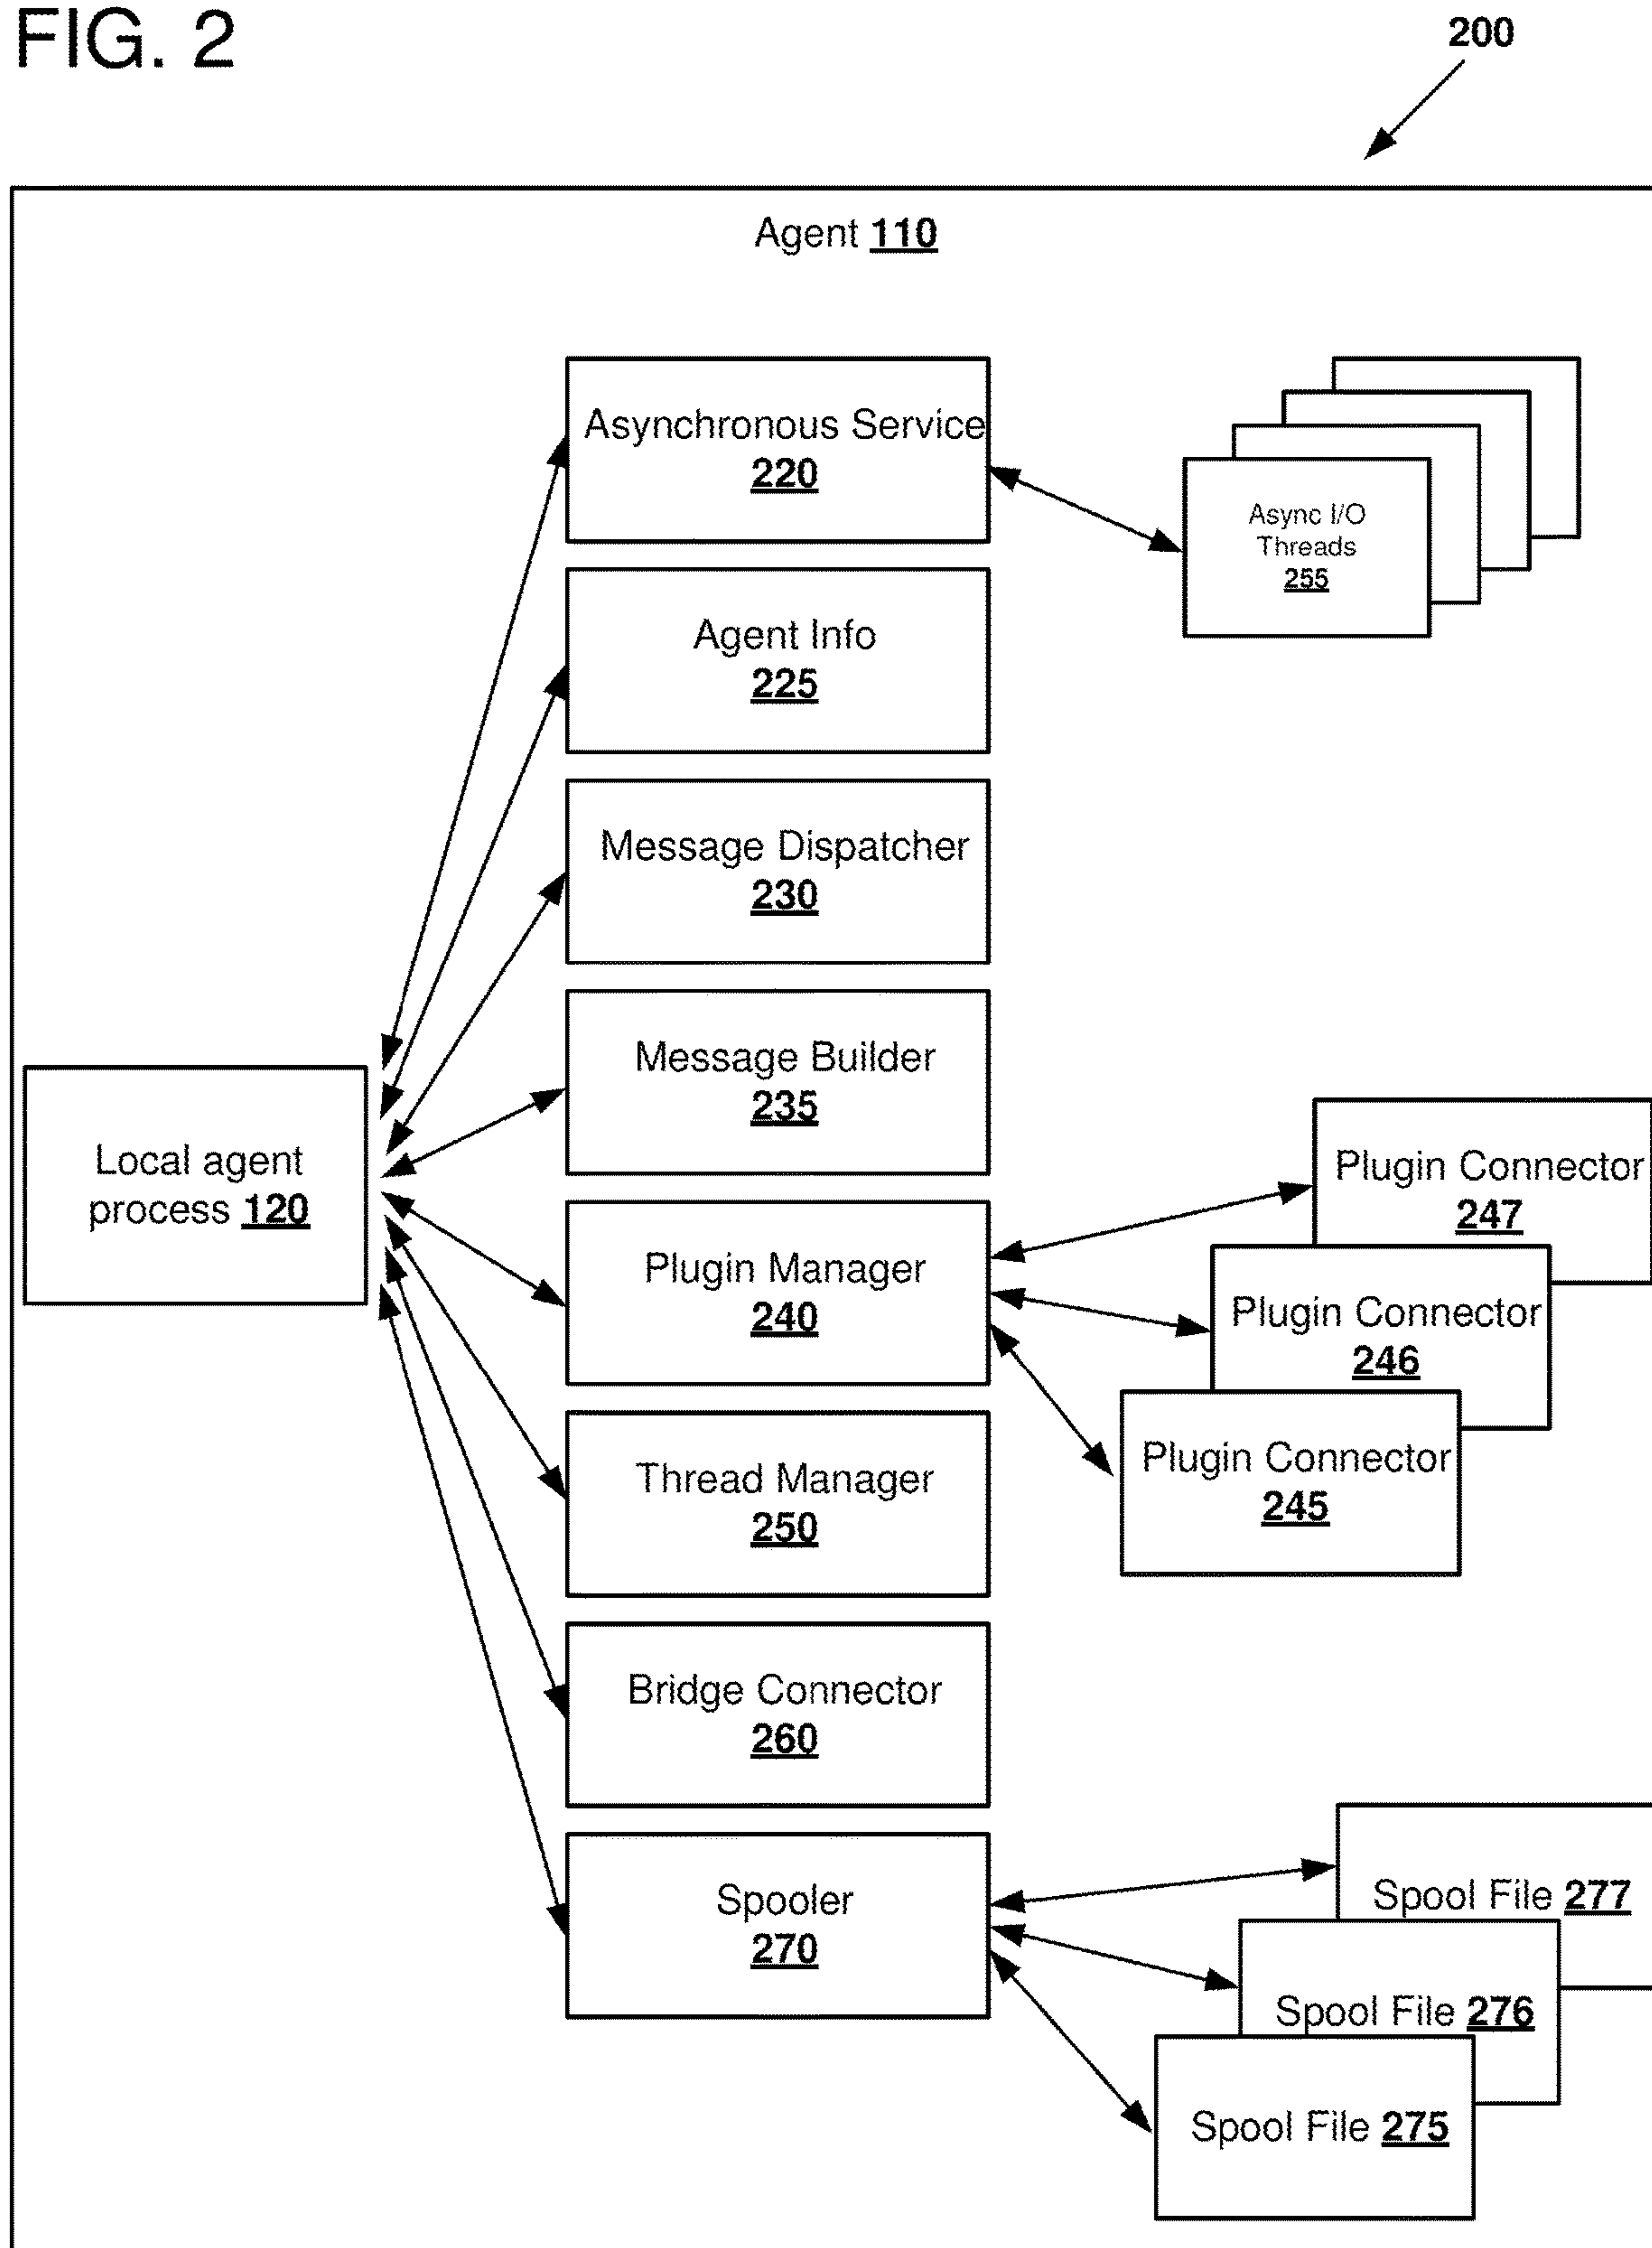 FIG. 2
200
Agent 110
Asynchronous Service
220
Async I/O
Threads
255
Agent Info
225
Message Dispatcher
230
Message Builder
235
Local agent
process 120
Plugin Manager
240
Plugin Connector
247
Plugin Connector
246
Plugin Connector
245
Thread Manager
250
Bridge Connector
260
Spooler
270
Spool File 277
Spool File 276
Spool File 275